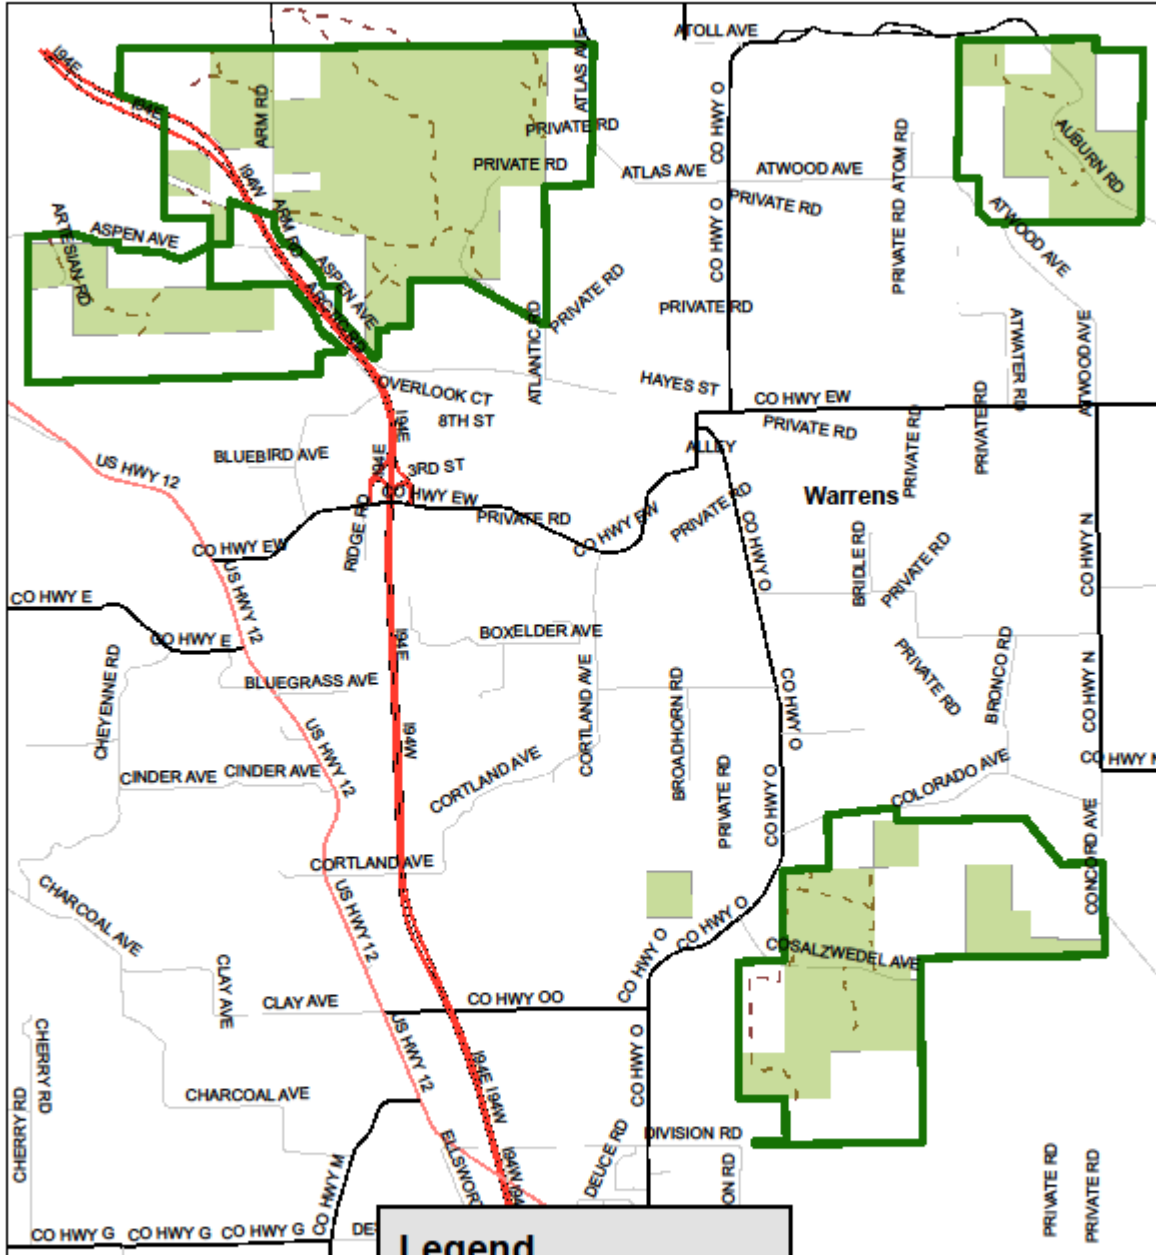 ATOLL AVE
I94E
I94E
ATLAS AVE
CO HWY O
ARM RD
PRIVATE RD
PRIVATE RD
ATLAS AVE
ATWOOD AVE
PRIVATE RD ATOM RD
AUBURN RD
I94W
PRIVATE RD
ARTESIAN RD
ASPEN AVE
ARM RD
CO HWY O
ATWOOD AVE
ASPEN AVE
ARCTIC RD
PRIVATE RD
PRIVATE RD
ATLANTIC RD
ATWATER RD
ATWOOD AVE
OVERLOOK CT
HAYES ST
CO HWY EW
8TH ST
I94E
PRIVATE RD
PRIVATE RD
PRIVATE RD
BLUEBIRD AVE
I94E
3RD ST
ALLEY
US HWY 12
CO HWY EW
Warrens
RIDGE RD
PRIVATE RD
CO HWY EW
PRIVATE RD
CO HWY O
CO HWY N
CO HWY EW
US HWY 12
BRIDLE RD
PRIVATE RD
CO HWY E
CO HWY E
I94E
BOXELDER AVE
CHEYENNE RD
BLUEGRASS AVE
CORTLAND AVE
BROADHORN RD
CO HWY O
PRIVATE RD
BRONCO RD
CO HWY N
US HWY 12
I94W
CO HWY N
CINDER AVE
CINDER AVE
CORTLAND AVE
PRIVATE RD
CO HWY O
COLORADO AVE
CORTLAND AVE
CONCORD AVE
CHARCOAL AVE
US HWY 12
CO HWY O
CO HWY O
COSALZWEDEL AVE
CLAY AVE
CLAY AVE
CO HWY OO
CHERRY RD
CHERRY RD
US HWY 12
I94E I94W
CO HWY O
CHARCOAL AVE
DIVISION RD
DEUCE RD
I94W
CO HWY M
PRIVATE RD
PRIVATE RD
CO HWY G
CO HWY G
CO HWY G
Legend